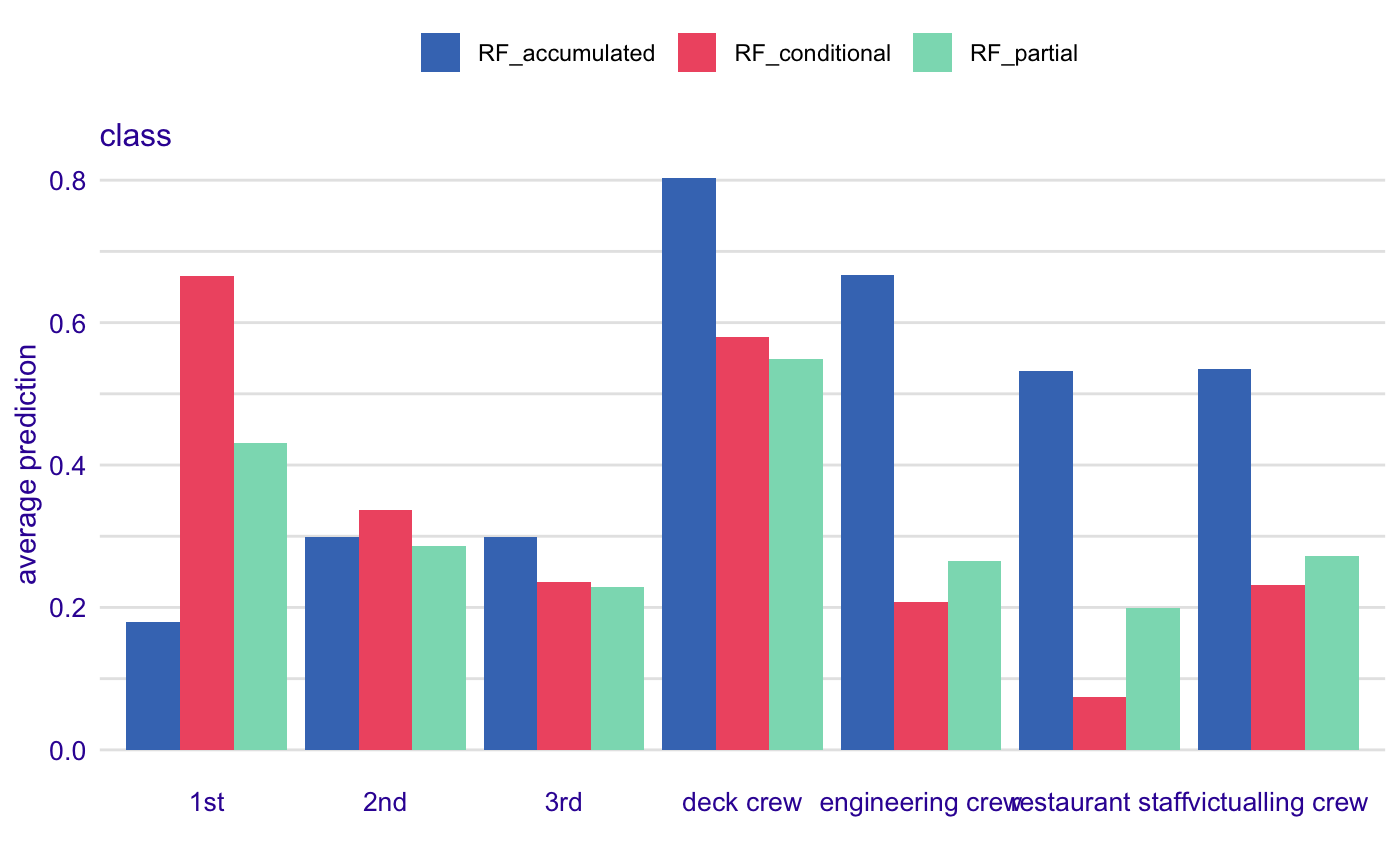 RF_accumulated RF_conditional RF_partial
class
average prediction
0.8
0.6
0.4
0.2
0.0
1st 2nd 3rd deck crew engineering crew restaurant staff victualling crew